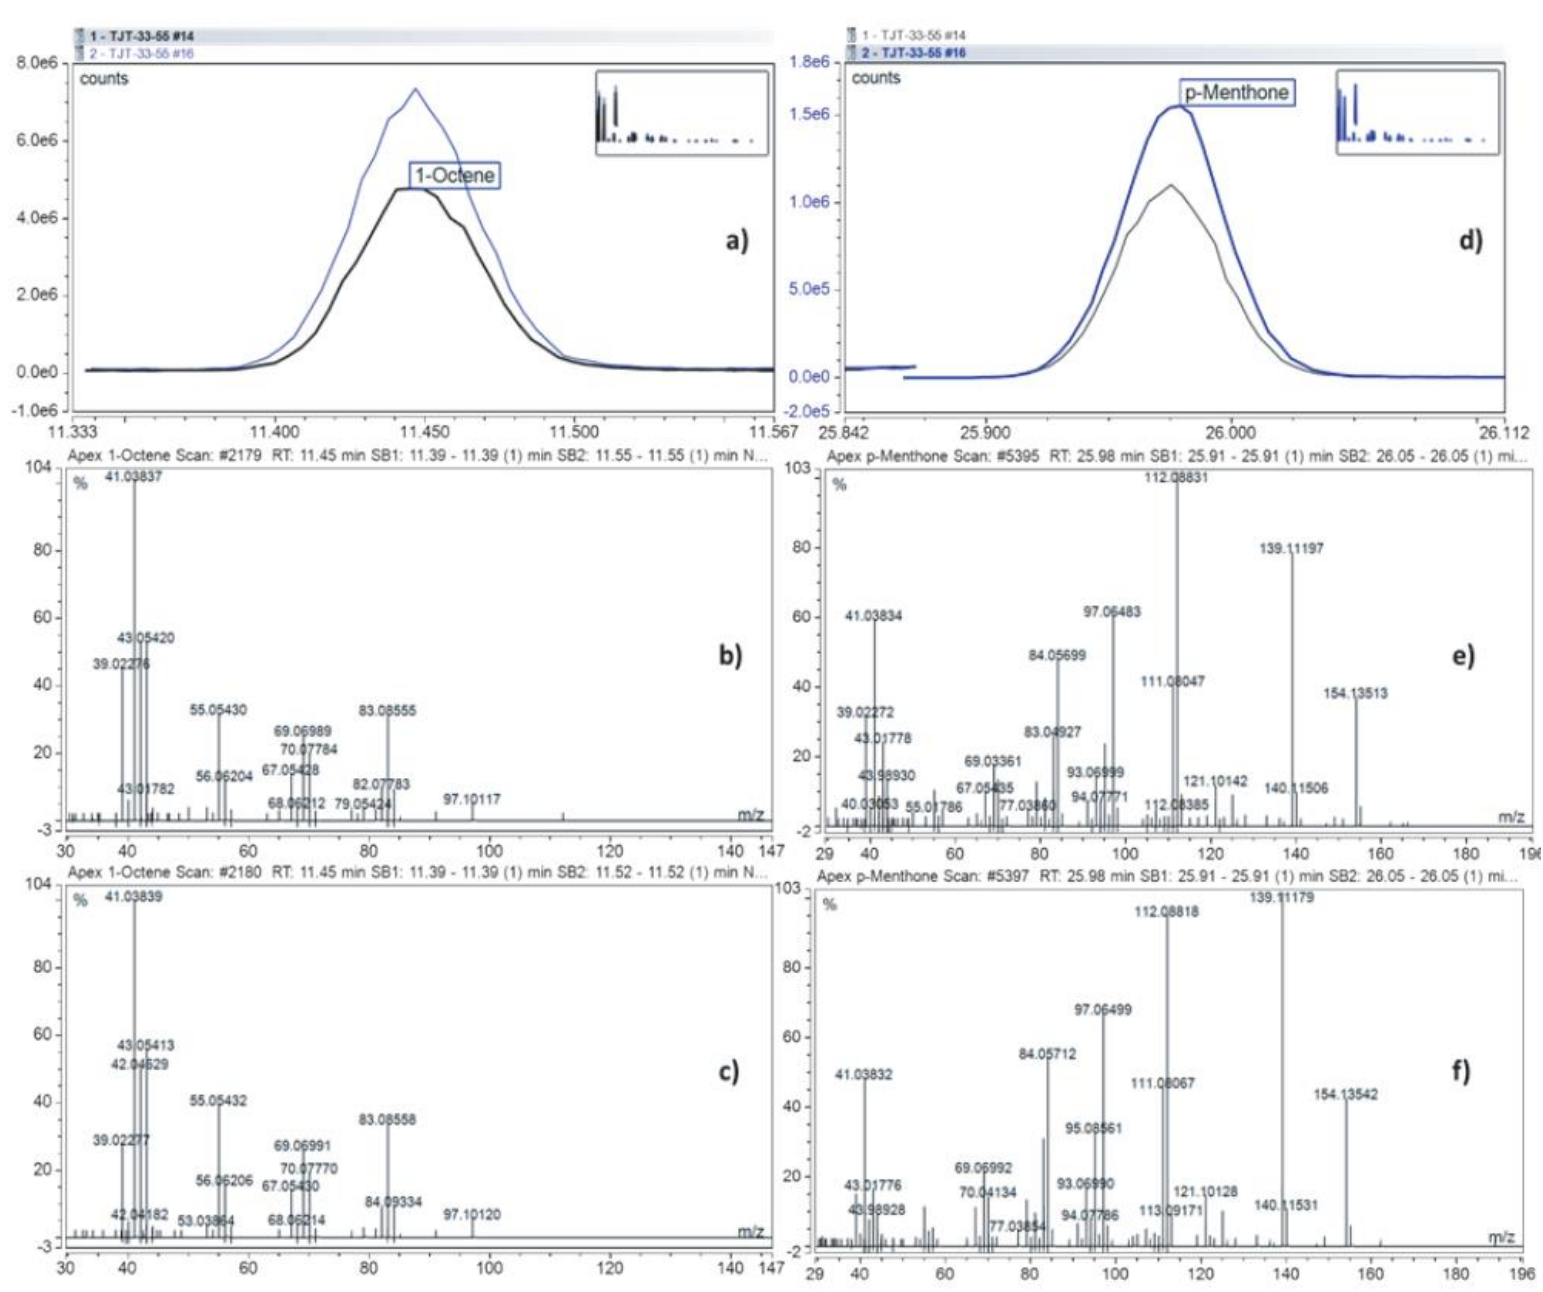 1 - TJT-33-55 #14
2 - TJT-33-55 #16
8.0e6
counts
6.0e6
1-Octene
4.0e6
a)
2.0e6
0.0e0
-1.0e6
11.333 11.400 11.450 11.500 11.567
1 - TJT-33-55 #14
2 - TJT-33-55 #16
1.8e6
counts
p-Menthone
1.5e6
1.0e6
d)
5.0e5
0.0e0
-2.0e5
25.842 25.900 26.000 26.112
Apex 1-Octene Scan: #2179 RT: 11.45 min SB1: 11.39 - 11.39 (1) min SB2: 11.55 - 11.55 (1) min N...
104
%
41.03837
80
60
43.05420
39.02276
b)
40
55.05430
83.08555
69.06989
70.07784
20
67.05428
56.06204
82.07783
43.01782
68.06212
79.05424
97.10117
m/z
-3
30 40 60 80 100 120 140 147
Apex p-Menthone Scan: #5395 RT: 25.98 min SB1: 25.91 - 25.91 (1) min SB2: 26.05 - 26.05 (1) mi...
103
%
112.08831
80
139.11197
60
41.03834
97.06483
84.05699
e)
40
111.08047
154.13513
39.02272
83.04927
43.01778
20
69.03361
43.98930
93.06999
121.10142
67.05435
140.11506
94.07771
40.03053
55.01786
77.03860
112.08385
m/z
-2
29 40 60 80 100 120 140 160 180 196
Apex 1-Octene Scan: #2180 RT: 11.45 min SB1: 11.39 - 11.39 (1) min SB2: 11.52 - 11.52 (1) min N...
104
%
41.03839
80
60
43.05413
42.04629
c)
40
55.05432
83.08558
39.02277
69.06991
20
70.07770
56.06206
67.05430
84.09334
42.04182
53.03864
68.06214
97.10120
m/z
-3
30 40 60 80 100 120 140 147
Apex p-Menthone Scan: #5397 RT: 25.98 min SB1: 25.91 - 25.91 (1) min SB2: 26.05 - 26.05 (1) mi...
103
%
139.11179
112.08818
80
97.06499
60
84.05712
41.03832
111.08067
f)
40
154.13542
95.08561
69.06992
20
43.01776
70.04134
93.06990
121.10128
43.98928
94.07786
113.09171
140.11531
77.03854
m/z
-2
29 40 60 80 100 120 140 160 180 196